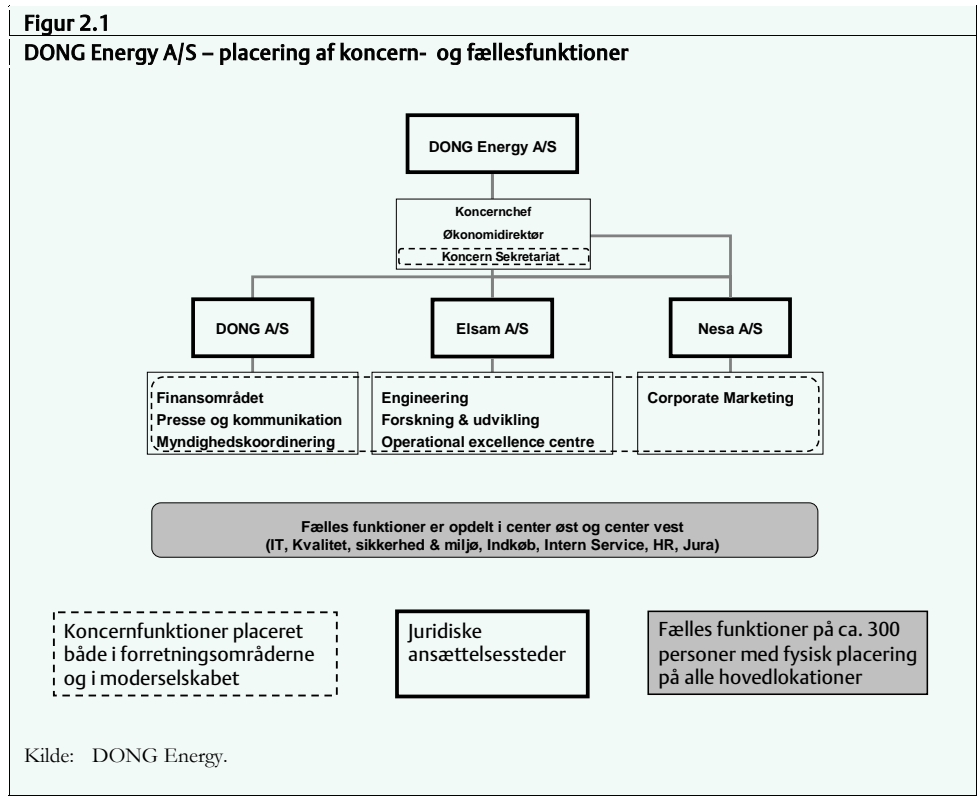 Figur 2.1
DONG Energy A/S – placering af koncern- og fællesfunktioner
DONG Energy A/S
Koncernchef
Økonomidirektør
Koncern Sekretariat
DONG A/S
Elsam A/S
Nesa A/S
Finansområdet
Presse og kommunikation
Myndighedskoordinering
Engineering
Forskning & udvikling
Operational excellence centre
Corporate Marketing
Fælles funktioner er opdelt i center øst og center vest
(IT, Kvalitet, sikkerhed & miljø, Indkøb, Intern Service, HR, Jura)
Koncernfunktioner placeret
både i forretningsområderne
og i moderselskabet
Juridiske
ansættelsessteder
Fælles funktioner på ca. 300
personer med fysisk placering
på alle hovedlokationer
Kilde: DONG Energy.